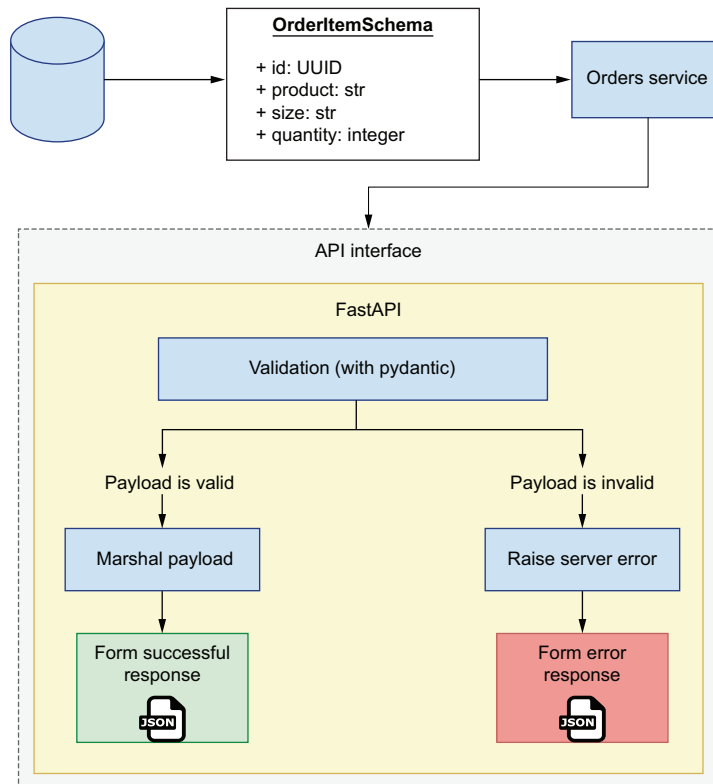 OrderItemSchema
+ id: UUID
+ product: str
+ size: str
+ quantity: integer
Orders service
API interface
FastAPI
Validation (with pydantic)
Payload is valid
Payload is invalid
Marshal payload
Raise server error
Form successful
response
JSON
Form error
response
JSON